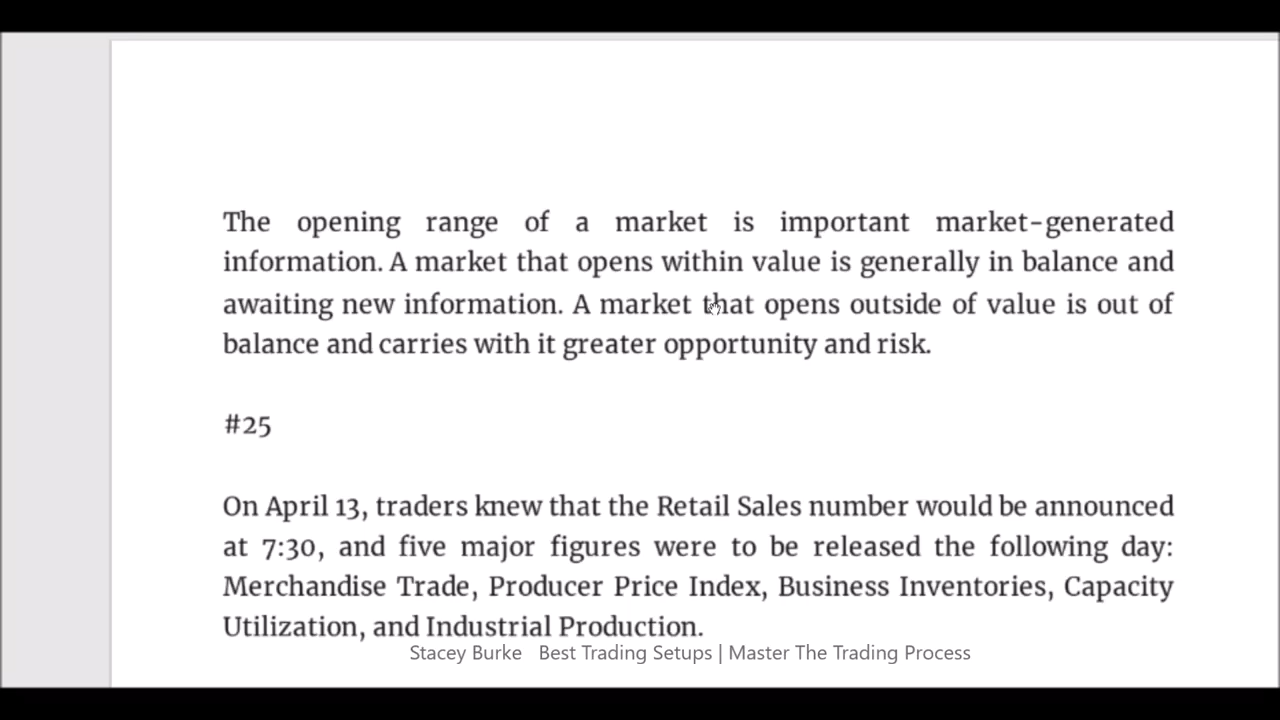 The opening range of a market is important market-generated
information. A market that opens within value is generally in balance and
awaiting new information. A market that opens outside of value is out of
balance and carries with it greater opportunity and risk.
#25
On April 13, traders knew that the Retail Sales number would be announced
at 7:30, and five major figures were to be released the following day:
Merchandise Trade, Producer Price Index, Business Inventories, Capacity
Utilization, and Industrial Production.
Stacey Burke Best Trading Setups | Master The Trading Process